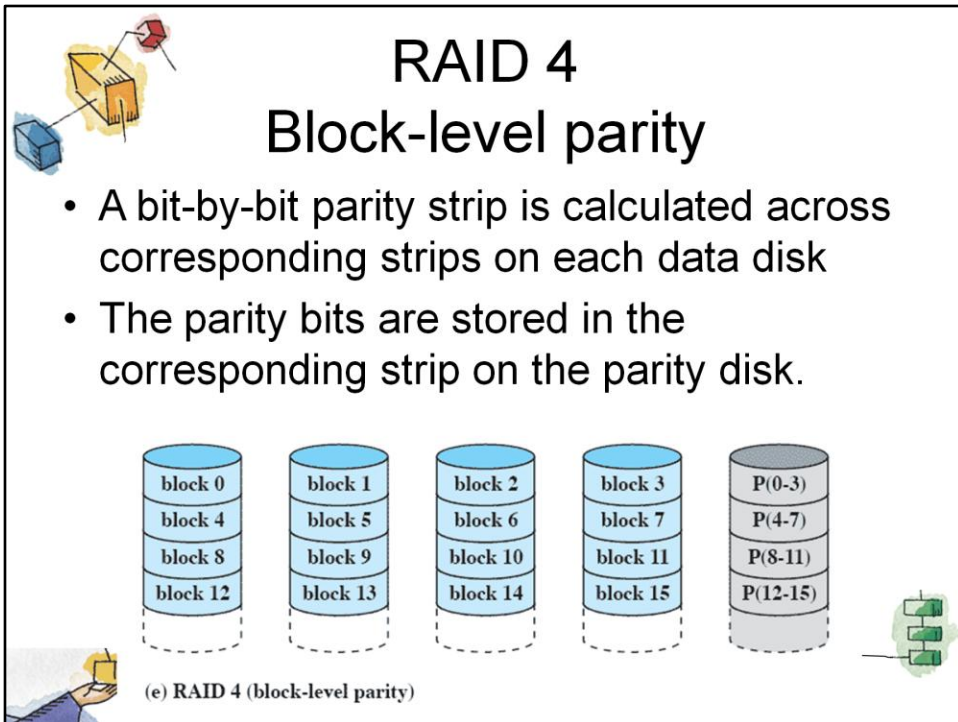 RAID 4
Block-level parity
• A bit-by-bit parity strip is calculated across
corresponding strips on each data disk
• The parity bits are stored in the
corresponding strip on the parity disk.
block 0 block 1 block 2 block 3 P(0-3)
block 4 block 5 block 6 block 7 P(4-7)
block 8 block 9 block 10 block 11 P(8-11)
block 12 block 13 block 14 block 15 P(12-15)
(e) RAID 4 (block-level parity)